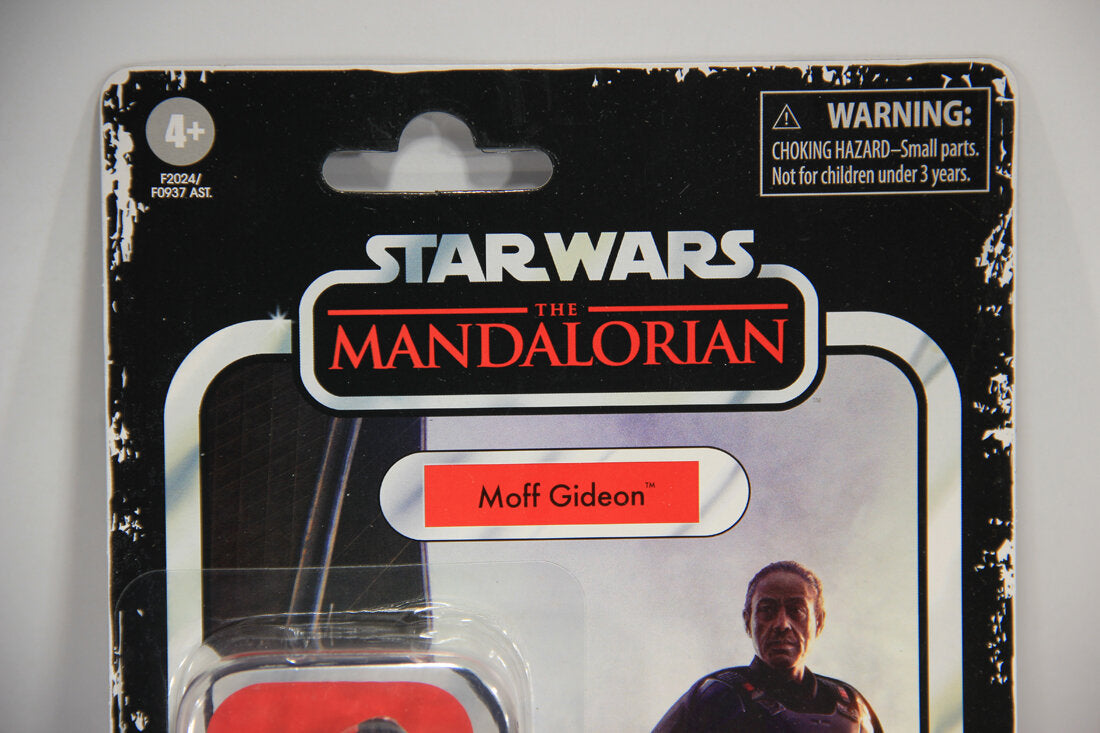 4+
F2024/
F0937 AST.
WARNING:
CHOKING HAZARD–Small parts.
Not for children under 3 years.
STAR WARS
THE
MANDALORIAN
Moff Gideon™